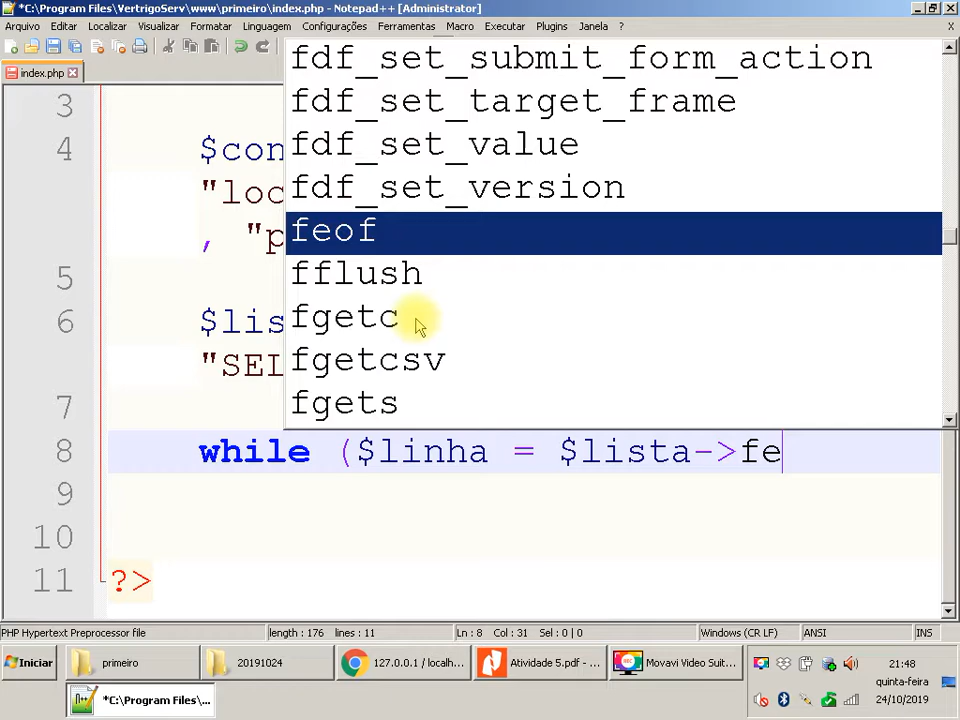 *C:\Program Files\VertrigoServ\www\primeiro\index.php - Notepad++ [Administrator]
Arquivo Editar Localizar Visualizar Formatar Linguagem Configurações Ferramentas Macro Executar Plugins Janela ? X
index.php
fdf_set_submit_form_action
fdf_set_target_frame
fdf_set_value
fdf_set_version
feof
fflush
fgetc
fgetcsv
fgets
3
4 $con
"loc
, "p
5
6 $lis
"SEL
7
8 while ($linha = $lista->fe
9
10
11 ?>
PHP Hypertext Preprocessor file length : 176 lines : 11 Ln : 8 Col : 31 Sel : 0 | 0 Windows (CR LF) ANSI INS
Iniciar primeiro 20191024 127.0.0.1 / localh... Atividade 5.pdf - ... Movavi Video Suit... 21:48
quinta-feira
*C:\Program Files\... 24/10/2019